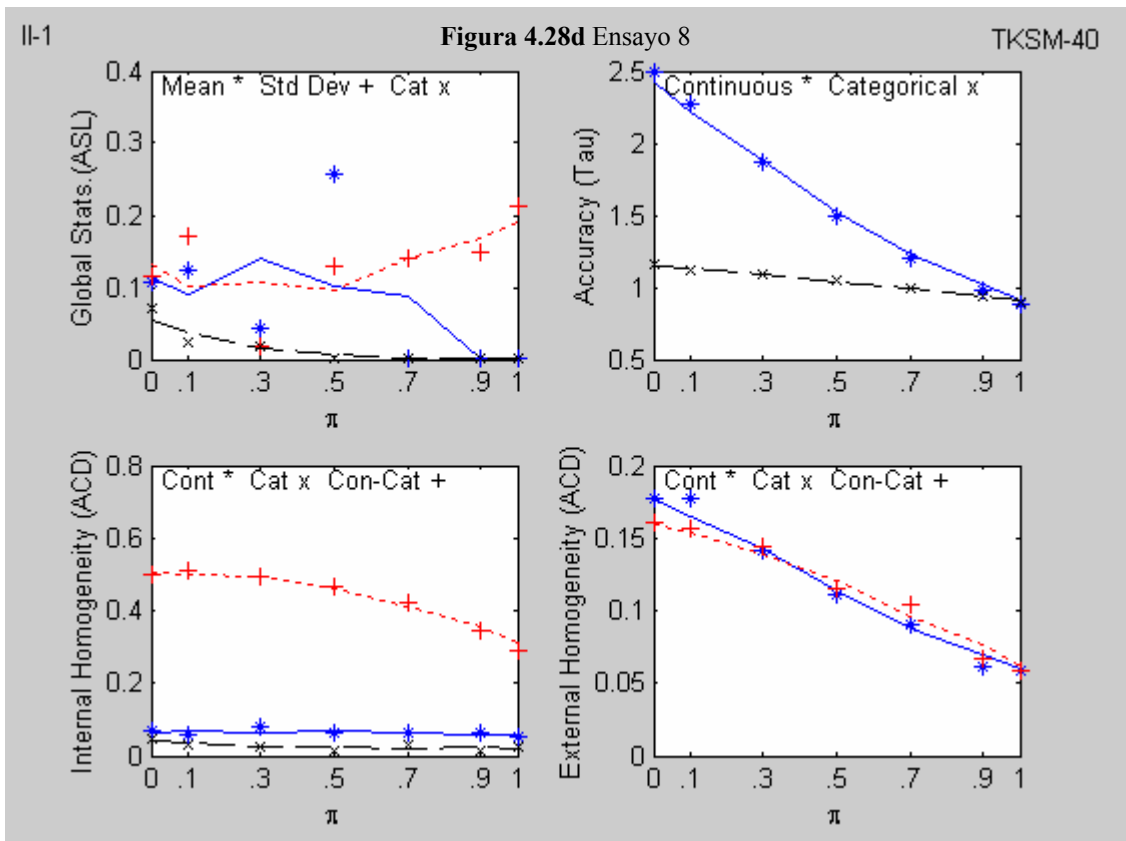 II-1
Figura 4.28d Ensayo 8
TKSM-40
Mean * Std Dev + Cat x
Global Stats.(ASL)
0.4
0.3
0.2
0.1
0
0 .1 .3 .5 .7 .9 1
π
Continuous * Categorical x
Accuracy (Tau)
2.5
2
1.5
1
0.5
0 .1 .3 .5 .7 .9 1
π
Cont * Cat x Con-Cat +
Internal Homogeneity (ACD)
0.8
0.6
0.4
0.2
0
0 .1 .3 .5 .7 .9 1
π
Cont * Cat x Con-Cat +
External Homogeneity (ACD)
0.2
0.15
0.1
0.05
0
0 .1 .3 .5 .7 .9 1
π